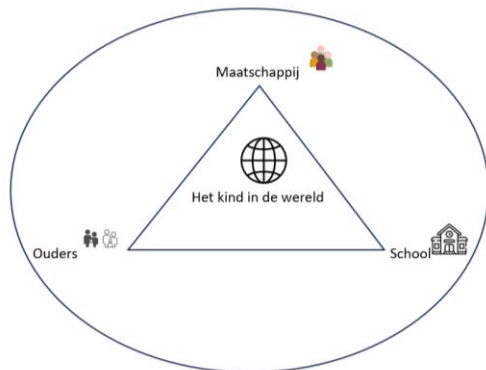 Maatschappij
Het kind in de wereld
Ouders
School